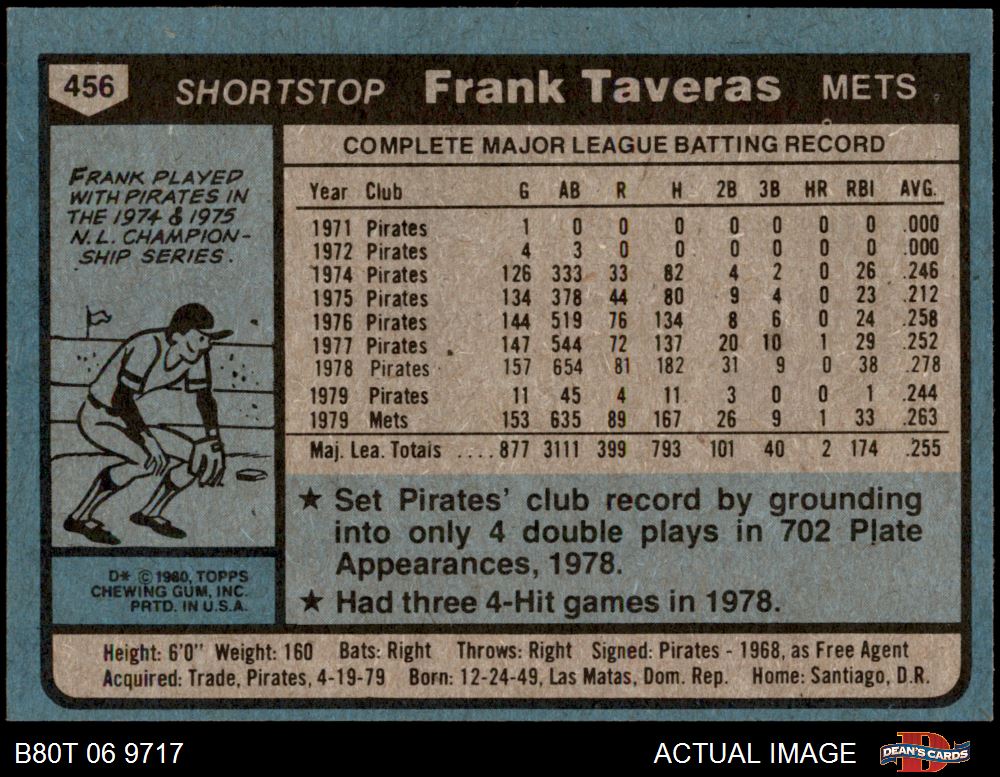 456 SHORTSTOP Frank Taveras METS
FRANK PLAYED
WITH PIRATES IN
THE 1974 & 1975
N.L. CHAMPION-
SHIP SERIES.
D* © 1980, TOPPS
CHEWING GUM, INC.
PRTD. IN U.S.A.
COMPLETE MAJOR LEAGUE BATTING RECORD
Year Club G AB R H 2B 3B HR RBI AVG.
1971 Pirates 1 0 0 0 0 0 0 0 .000
1972 Pirates 4 3 0 0 0 0 0 0 .000
1974 Pirates 126 333 33 82 4 2 0 26 .246
1975 Pirates 134 378 44 80 9 4 0 23 .212
1976 Pirates 144 519 76 134 8 6 0 24 .258
1977 Pirates 147 544 72 137 20 10 1 29 .252
1978 Pirates 157 654 81 182 31 9 0 38 .278
1979 Pirates 11 45 4 11 3 0 0 1 .244
1979 Mets 153 635 89 167 26 9 1 33 .263
Maj. Lea. Totals ....877 3111 399 793 101 40 2 174 .255
★ Set Pirates' club record by grounding
into only 4 double plays in 702 Plate
Appearances, 1978.
★ Had three 4-Hit games in 1978.
Height: 6'0" Weight: 160 Bats: Right Throws: Right Signed: Pirates - 1968, as Free Agent
Acquired: Trade, Pirates, 4-19-79 Born: 12-24-49, Las Matas, Dom. Rep. Home: Santiago, D.R.
B80T 06 9717 ACTUAL IMAGE DEAN'S CARDS